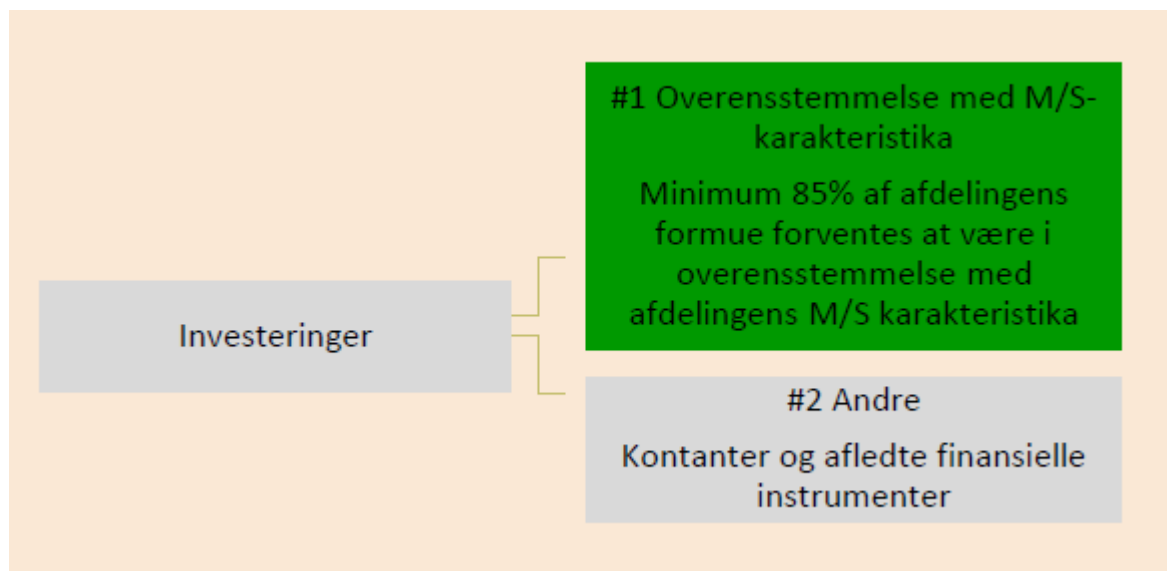 #1 Overensstemmelse med M/S-
karakteristika
Minimum 85% af afdelingens
formue forventes at være i
overensstemmelse med
afdelingens M/S karakteristika
Investeringer
#2 Andre
Kontanter og afledte finansielle
instrumenter